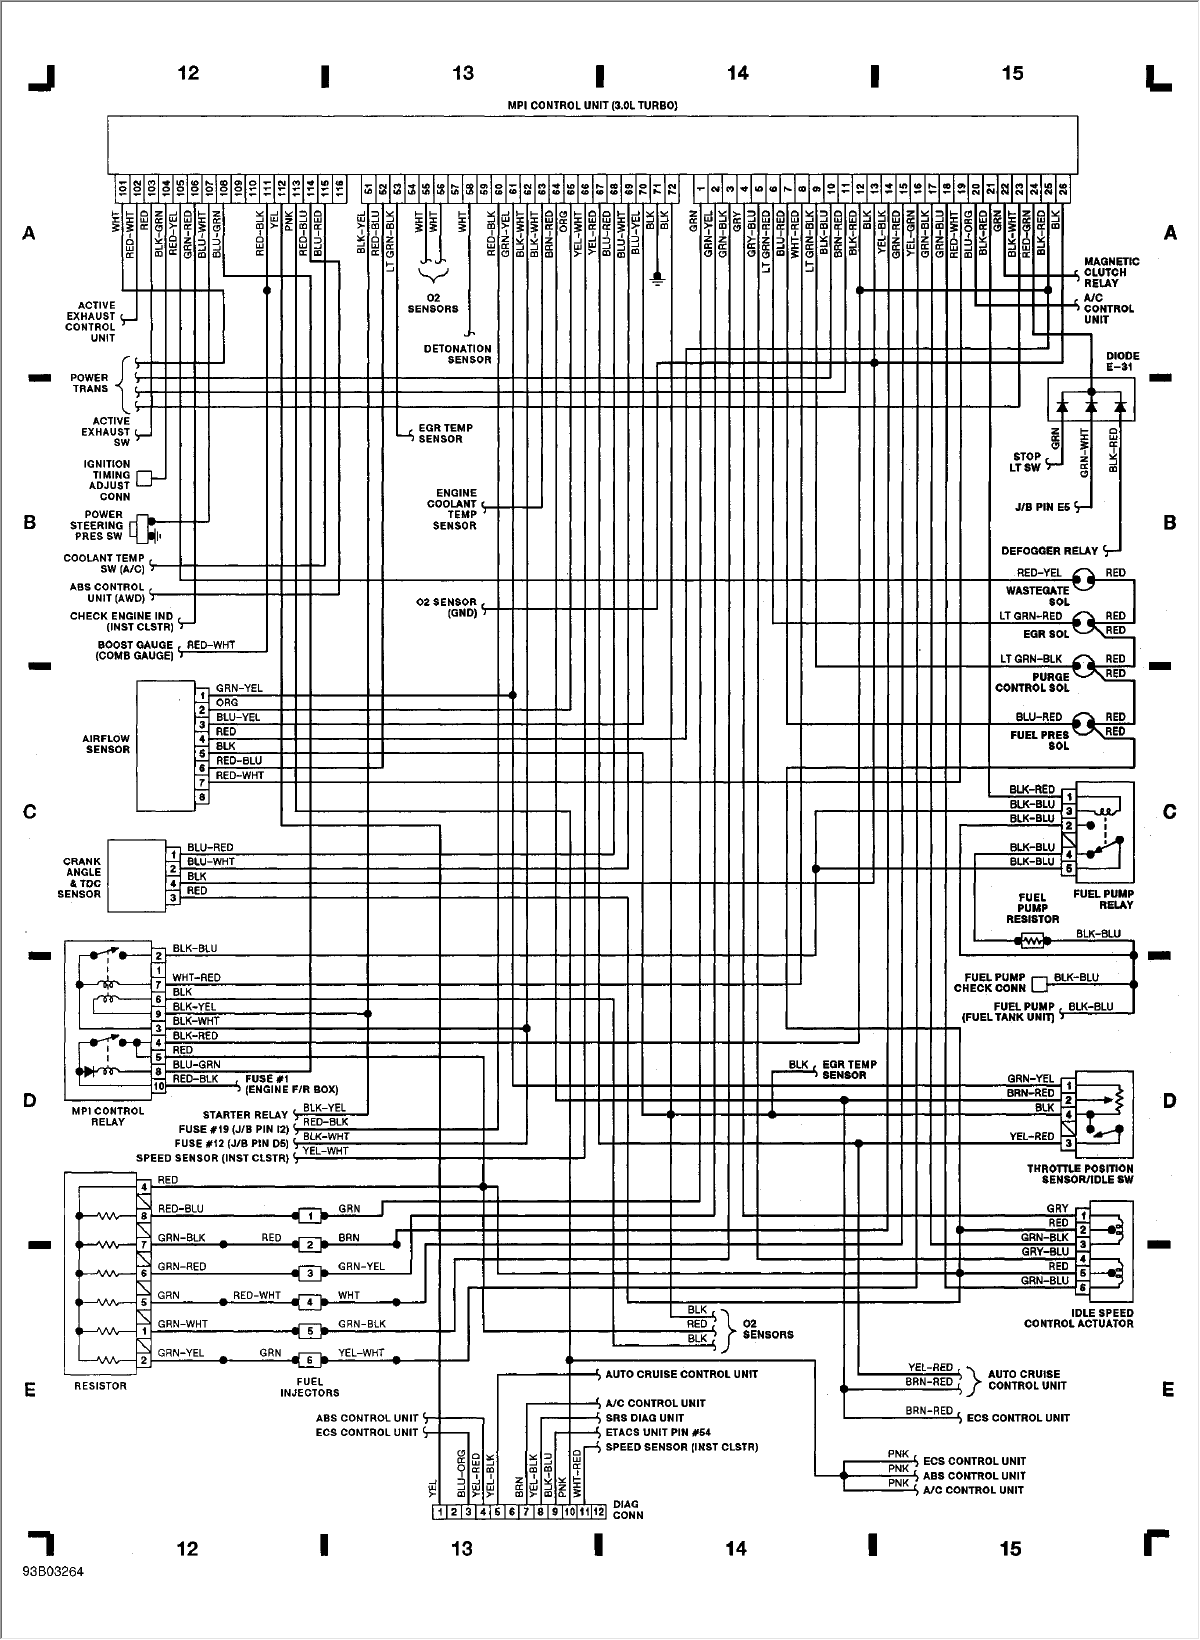 12 13 14 15
MPI CONTROL UNIT (3.0L TURBO)
101 102 103 104 105 106 107 108 109 110 111 112 113 114 115 116
51 52 53 54 55 56 57 58 59 60 61 62 63 64 65 66 67 68 69 70 71 72
1 2 3 4 5 6 7 8 9 10 11 12 13 14 15 16 17 18 19 20 21 22 23 24 25 26
WHT
RED-WHT
RED
BLK-GRN
RED-YEL
GRN-RED
BLU-WHT
BLU-GRN
RED-BLK
YEL
PNK
RED-BLU
BLU-RED
BLK-YEL
RED-BLU
LT GRN-BLK
WHT
WHT
WHT
RED-BLK
GRN-YEL
BLK-WHT
BLK-WHT
BRN-RED
ORG
YEL-WHT
YEL-RED
BLU-RED
BLU-WHT
BLU-YEL
BLK
BLK
GRN
GRN-YEL
GRN-BLK
GRY
GRY-BLU
LT GRN-RED
BLU-RED
WHT-RED
LT GRN-BLK
BLK-BLU
BRN-RED
BLK-RED
BLK
YEL-BLK
GRN-RED
YEL-GRN
GRN-BLK
GRN-BLU
RED-WHT
BLU-ORG
GRN
BLK-WHT
RED-GRN
BLK-RED
RED
BLK
A
A
MAGNETIC
CLUTCH
RELAY
A/C
CONTROL
UNIT
O2
SENSORS
ACTIVE
EXHAUST
CONTROL
UNIT
DETONATION
SENSOR
DIODE
E-31
POWER
TRANS
ACTIVE
EXHAUST
SW
EGR TEMP
SENSOR
GRN
GRN-WHT
BLK-RED
STOP
LT SW
IGNITION
TIMING
ADJUST
CONN
ENGINE
COOLANT
TEMP
SENSOR
J/B PIN E5
B
B
POWER
STEERING
PRES SW
DEFOGGER RELAY
COOLANT TEMP
SW (A/C)
RED-YEL RED
WASTEGATE
SOL
ABS CONTROL
UNIT (AWD)
O2 SENSOR
(GND)
LT GRN-RED RED
EGR SOL RED
CHECK ENGINE IND
(INST CLSTR)
BOOST GAUGE RED-WHT
(COMB GAUGE)
LT GRN-BLK RED
PURGE RED
CONTROL SOL
AIRFLOW
SENSOR
1 GRN-YEL
2 ORG
3 BLU-YEL
4 RED
5 BLK
6 RED-BLU
7 RED-WHT
8
BLU-RED RED
FUEL PRES RED
SOL
C
C
BLK-RED 1
BLK-BLU 3
BLK-BLU 2
BLK-BLU 4
BLK-BLU 5
FUEL PUMP
RELAY
CRANK
ANGLE
& TDC
SENSOR
1 BLU-RED
2 BLU-WHT
4 BLK
3 RED
FUEL
PUMP
RESISTOR
BLK-BLU
2 BLK-BLU
1
7 WHT-RED
6 BLK
9 BLK-YEL
3 BLK-WHT
4 BLK-RED
5 RED
8 BLU-GRN
10 RED-BLK
FUSE #1
(ENGINE F/R BOX)
MPI CONTROL
RELAY
FUEL PUMP
CHECK CONN
BLK-BLU
FUEL PUMP
(FUEL TANK UNIT)
BLK-BLU
BLK EGR TEMP
SENSOR
D
D
GRN-YEL 1
BRN-RED 2
BLK 4
YEL-RED 3
THROTTLE POSITION
SENSOR/IDLE SW
STARTER RELAY BLK-YEL
FUSE #19 (J/B PIN I2) RED-BLK
FUSE #12 (J/B PIN D5) BLK-WHT
SPEED SENSOR (INST CLSTR) YEL-WHT
4 RED
8 RED-BLU 1 GRN
7 GRN-BLK RED 2 BRN
6 GRN-RED 3 GRN-YEL
5 GRN RED-WHT 4 WHT
1 GRN-WHT 5 GRN-BLK
2 GRN-YEL GRN 6 YEL-WHT
RESISTOR
FUEL
INJECTORS
GRY 1
RED 2
GRN-BLK 3
GRY-BLU 4
RED 5
GRN-BLU 6
IDLE SPEED
CONTROL ACTUATOR
BLK
RED
BLK
O2
SENSORS
E
E
AUTO CRUISE CONTROL UNIT
YEL-RED
BRN-RED
AUTO CRUISE
CONTROL UNIT
BRN-RED ECS CONTROL UNIT
A/C CONTROL UNIT
SRS DIAG UNIT
ETACS UNIT PIN #54
SPEED SENSOR (INST CLSTR)
ABS CONTROL UNIT
ECS CONTROL UNIT
PNK ECS CONTROL UNIT
PNK ABS CONTROL UNIT
PNK A/C CONTROL UNIT
YEL
BLU-ORG
YEL-RED
YEL-BLK
BRN
YEL-BLK
BLK-BLU
PNK
WHT-RED
1 2 3 4 5 6 7 8 9 10 11 12
DIAG
CONN
12 13 14 15
93B03264